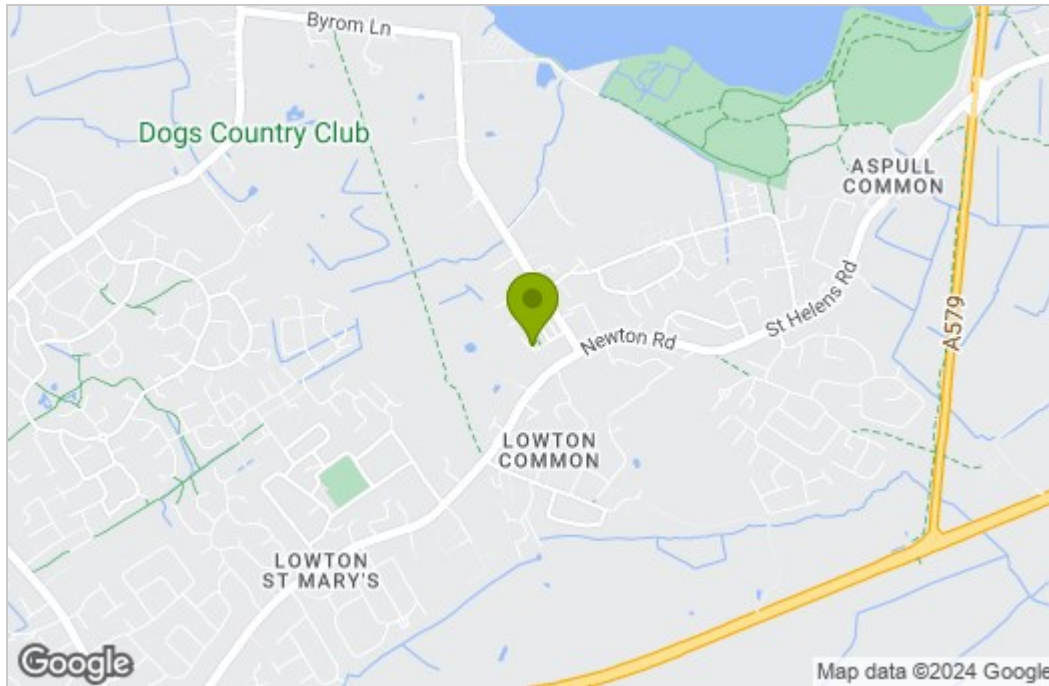 Byrom Ln
Dogs Country Club
ASPULL
COMMON
A579
St Helens Rd
Newton Rd
LOWTON
COMMON
LOWTON
ST MARY'S
Google
Map data ©2024 Google